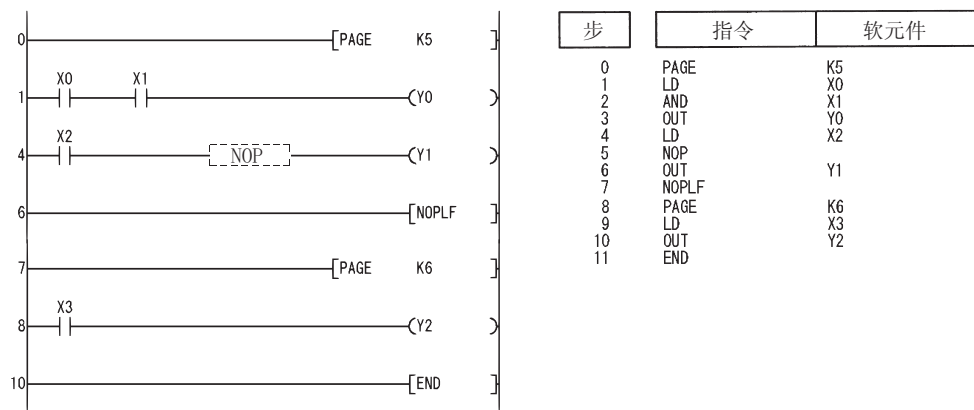 0 [PAGE K5 ]
X0 X1
1 (Y0 )
X2
4 NOP (Y1 )
6 [NOPLF ]
7 [PAGE K6 ]
X3
8 (Y2 )
10 [END ]
步 指令 软元件
0 PAGE K5
1 LD X0
2 AND X1
3 OUT Y0
4 LD X2
5 NOP
6 OUT Y1
7 NOPLF
8 PAGE K6
9 LD X3
10 OUT Y2
11 END